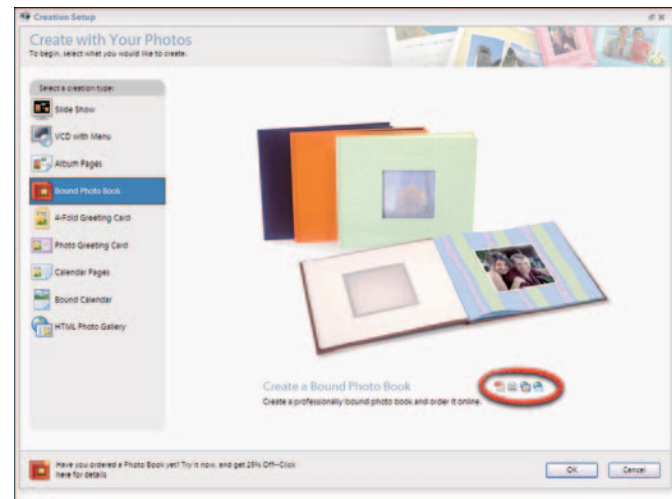 Creation Setup
Create with Your Photos
To begin, select what you would like to create.
Select a creation type:
Slide Show
VCD with Menu
Album Pages
Bound Photo Book
4-Fold Greeting Card
Photo Greeting Card
Calendar Pages
Bound Calendar
HTML Photo Gallery
Create a Bound Photo Book
Create a professionally bound photo book and order it online.
Have you ordered a Photo Book yet? Try it now, and get 25% Off--Click
here for details
OK
Cancel